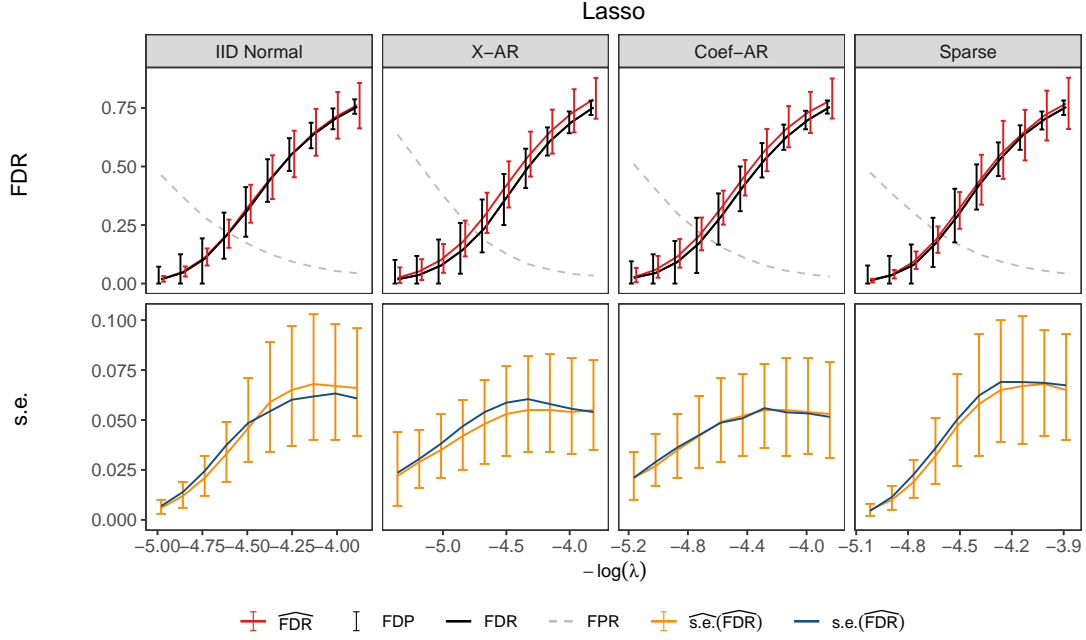 Lasso
IID Normal X−AR Coef−AR Sparse
FDR
0.75
0.50
0.25
0.00
s.e.
0.100
0.075
0.050
0.025
0.000
−5.00 −4.75 −4.50 −4.25 −4.00 −5.0 −4.5 −4.0 −5.2 −4.8 −4.4 −4.0 −5.1 −4.8 −4.5 −4.2 −3.9
− log(λ)
F̂DR FDP FDR FPR ŝ.e.(F̂DR) s.e.(F̂DR)